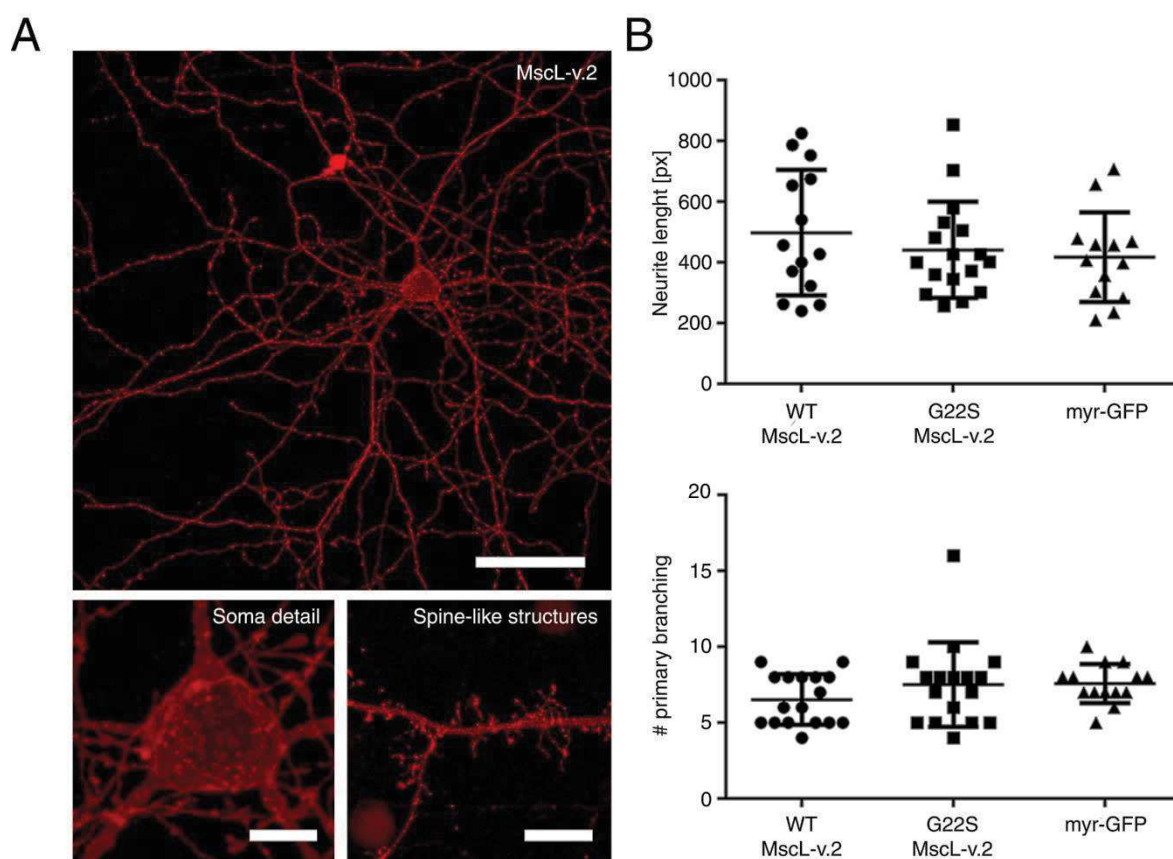 A
MscL-v.2
Soma detail
Spine-like structures
B
1000
800
600
400
200
0
Neurite lenght [px]
WT
MscL-v.2
G22S
MscL-v.2
myr-GFP
20
15
10
5
0
# primary branching
WT
MscL-v.2
G22S
MscL-v.2
myr-GFP